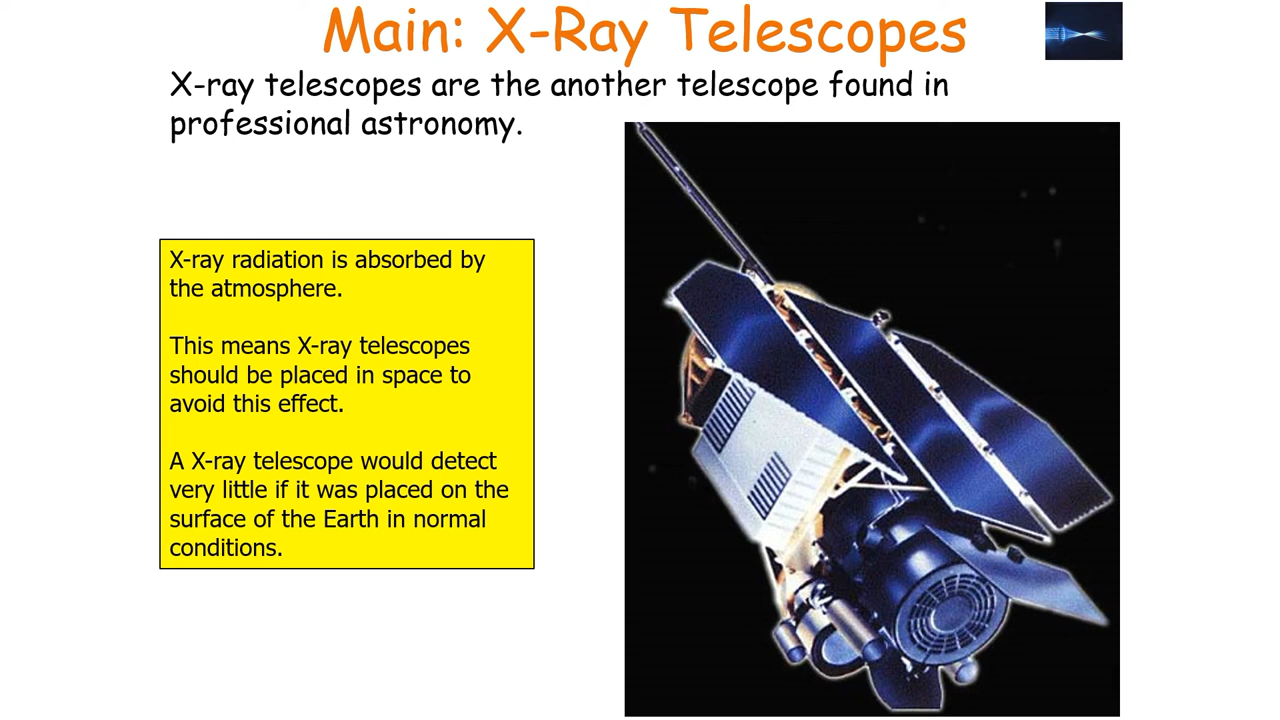 Main: X-Ray Telescopes
X-ray telescopes are the another telescope found in
professional astronomy.
X-ray radiation is absorbed by
the atmosphere.
This means X-ray telescopes
should be placed in space to
avoid this effect.
A X-ray telescope would detect
very little if it was placed on the
surface of the Earth in normal
conditions.